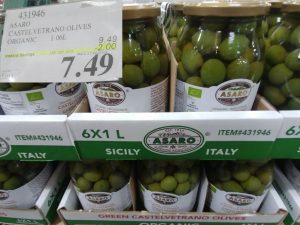 431946
ASARO
CASTELVETRANO OLIVES
ORGANIC 1.06L
9.49
2.00
7.49
ASARO
ASARO
6X1 L
ASARO
ITEM#431946
ITEM#431946
ITALY
SICILY
ITALY
GREEN CASTELVETRANO OLIVES
ASARO